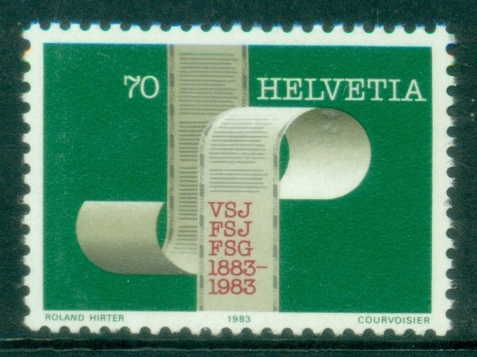 70 HELVETIA
VSJ
FSJ
FSG
1883-
1983
ROLAND HIRTER 1983 COURVOISIER